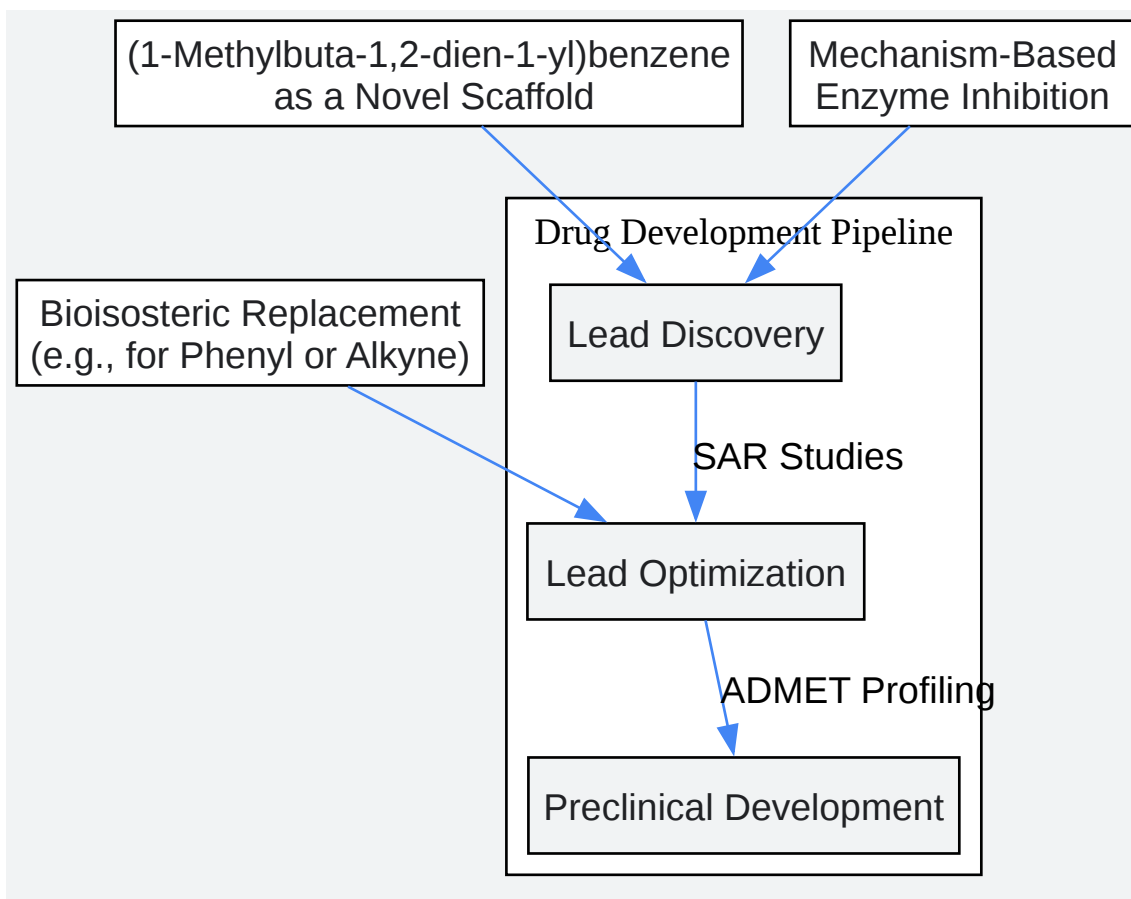 (1-Methylbuta-1,2-dien-1-yl)benzene
as a Novel Scaffold
Mechanism-Based
Enzyme Inhibition
Drug Development Pipeline
Bioisosteric Replacement
(e.g., for Phenyl or Alkyne)
Lead Discovery
SAR Studies
Lead Optimization
ADMET Profiling
Preclinical Development